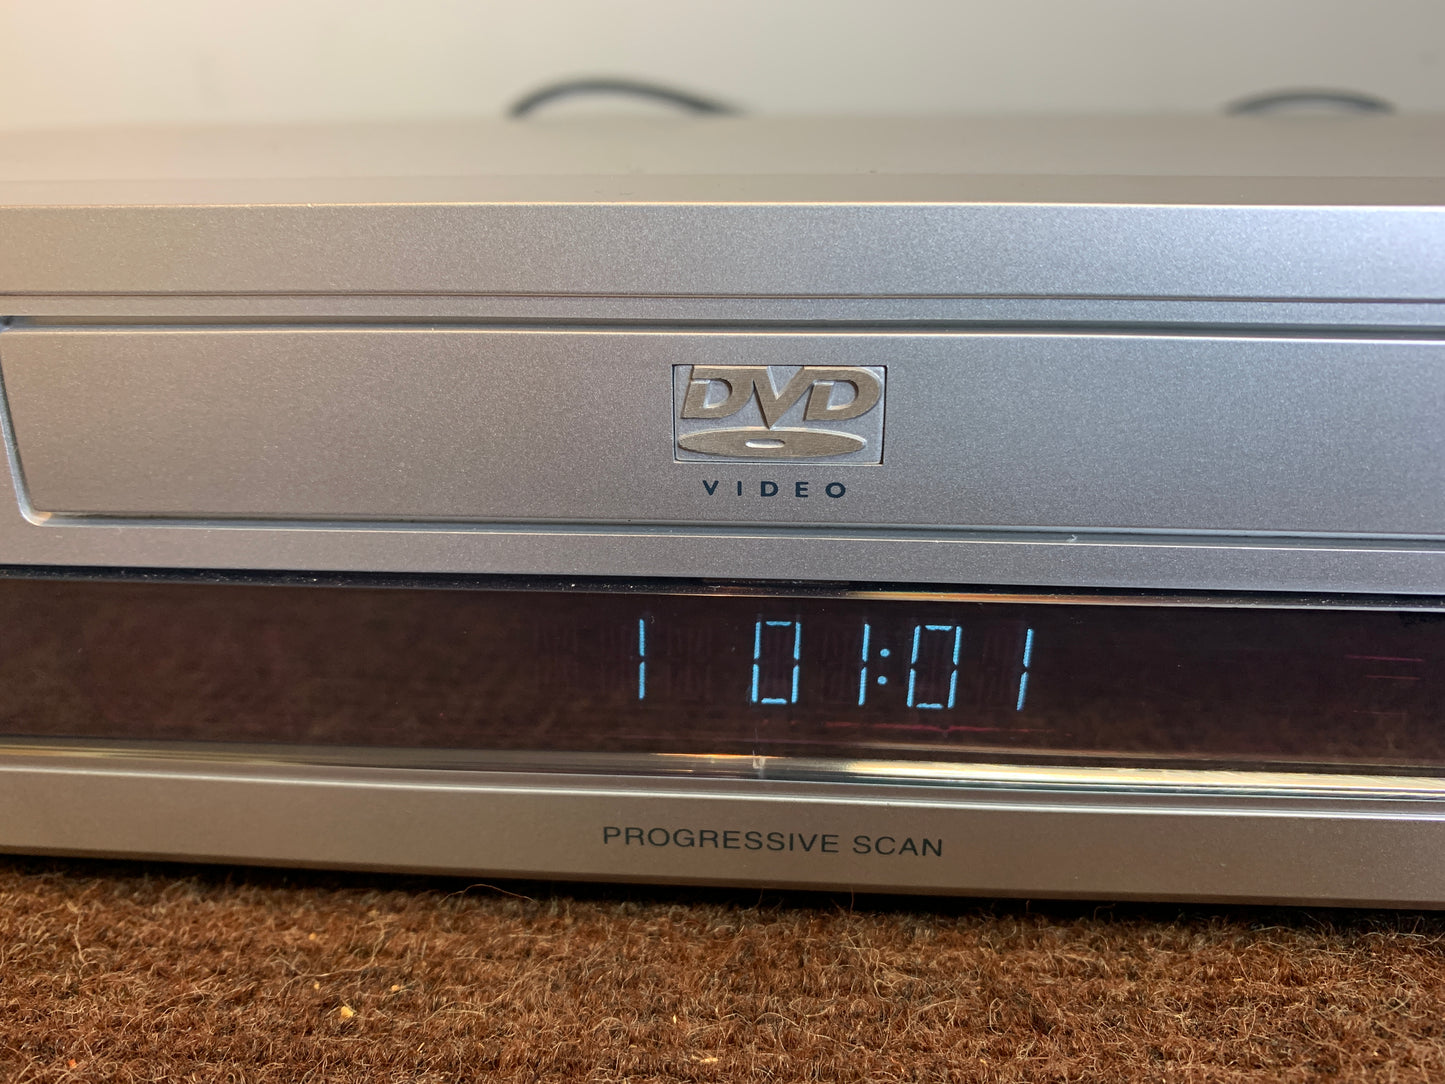 DVD
VIDEO
1 01:01
PROGRESSIVE SCAN